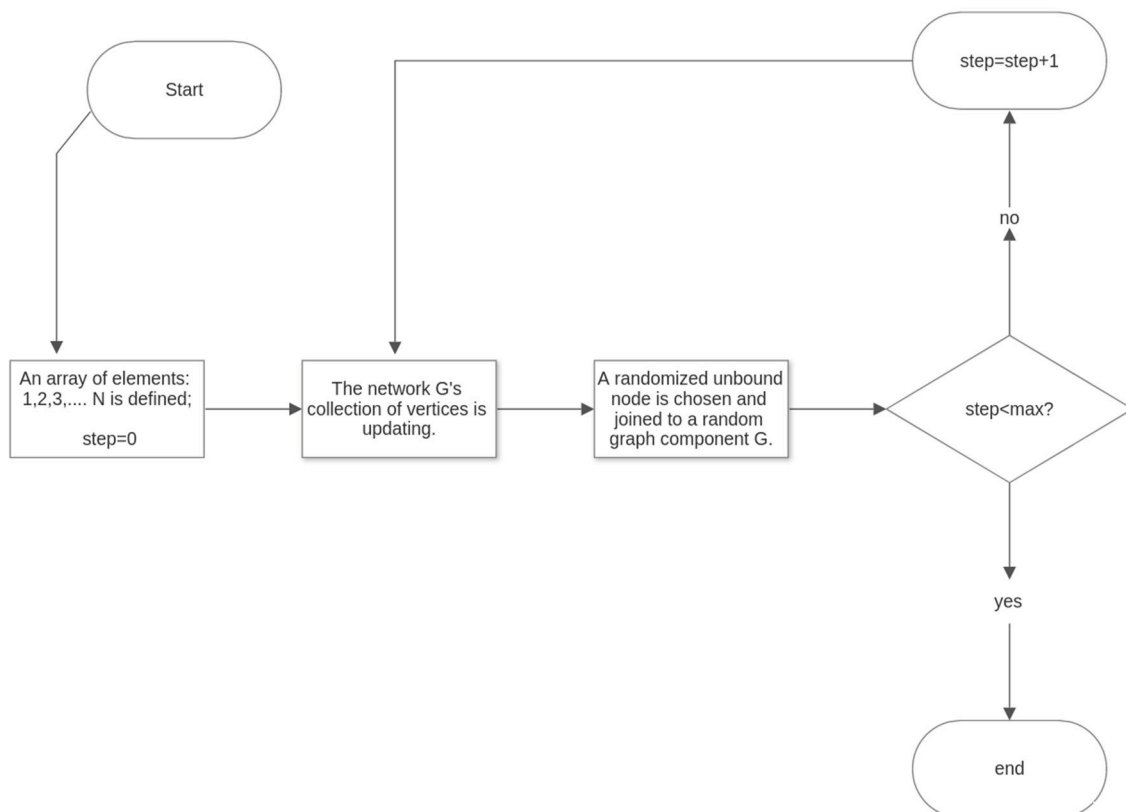 Start
step=step+1
no
An array of elements:
1,2,3,.... N is defined;
step=0
The network G's
collection of vertices is
updating.
A randomized unbound
node is chosen and
joined to a random
graph component G.
step<max?
yes
end